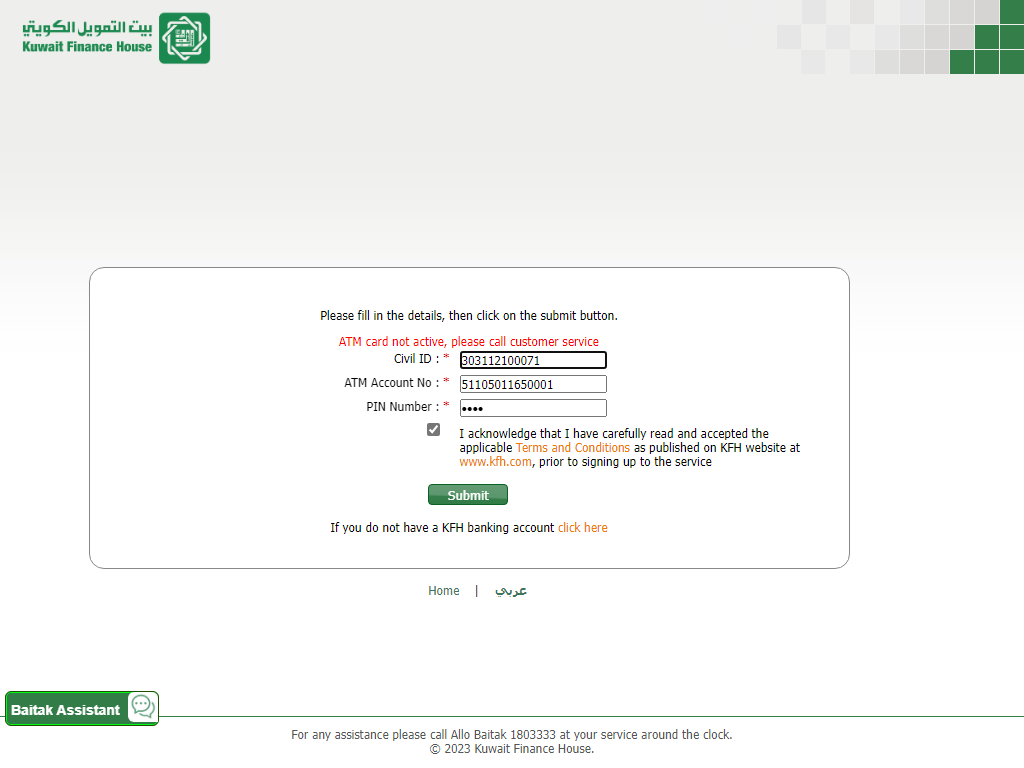 بيت التمويل الكويتي
Kuwait Finance House
Please fill in the details, then click on the submit button.
ATM card not active, please call customer service
Civil ID : * 303112100071
ATM Account No : * 51105011650001
PIN Number : * ••••
I acknowledge that I have carefully read and accepted the
applicable Terms and Conditions as published on KFH website at
www.kfh.com, prior to signing up to the service
Submit
If you do not have a KFH banking account click here
Home | عربي
Baitak Assistant
For any assistance please call Allo Baitak 1803333 at your service around the clock.
© 2023 Kuwait Finance House.